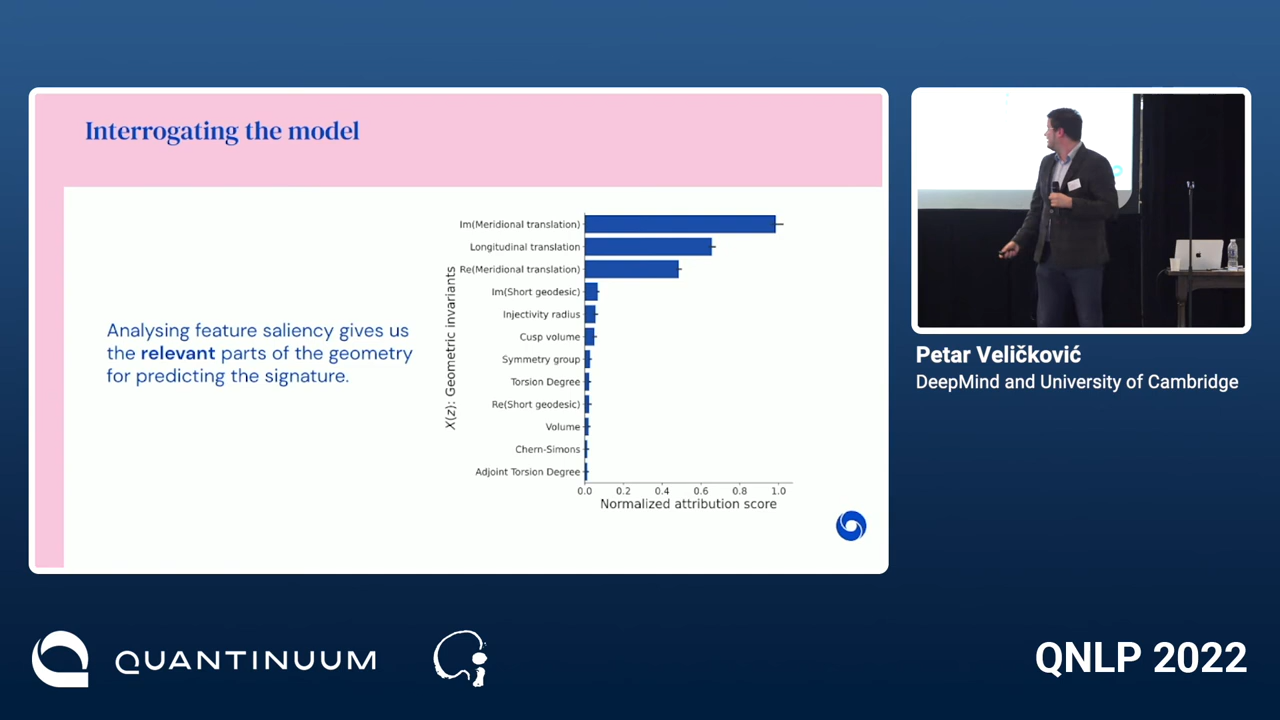 Interrogating the model
Analysing feature saliency gives us
the relevant parts of the geometry
for predicting the signature.
X(z): Geometric invariants
Im(Meridional translation)
Longitudinal translation
Re(Meridional translation)
Im(Short geodesic)
Injectivity radius
Cusp volume
Symmetry group
Torsion Degree
Re(Short geodesic)
Volume
Chern-Simons
Adjoint Torsion Degree
0.0 0.2 0.4 0.6 0.8 1.0
Normalized attribution score
Petar Veličković
DeepMind and University of Cambridge
QUANTINUUM
QNLP 2022